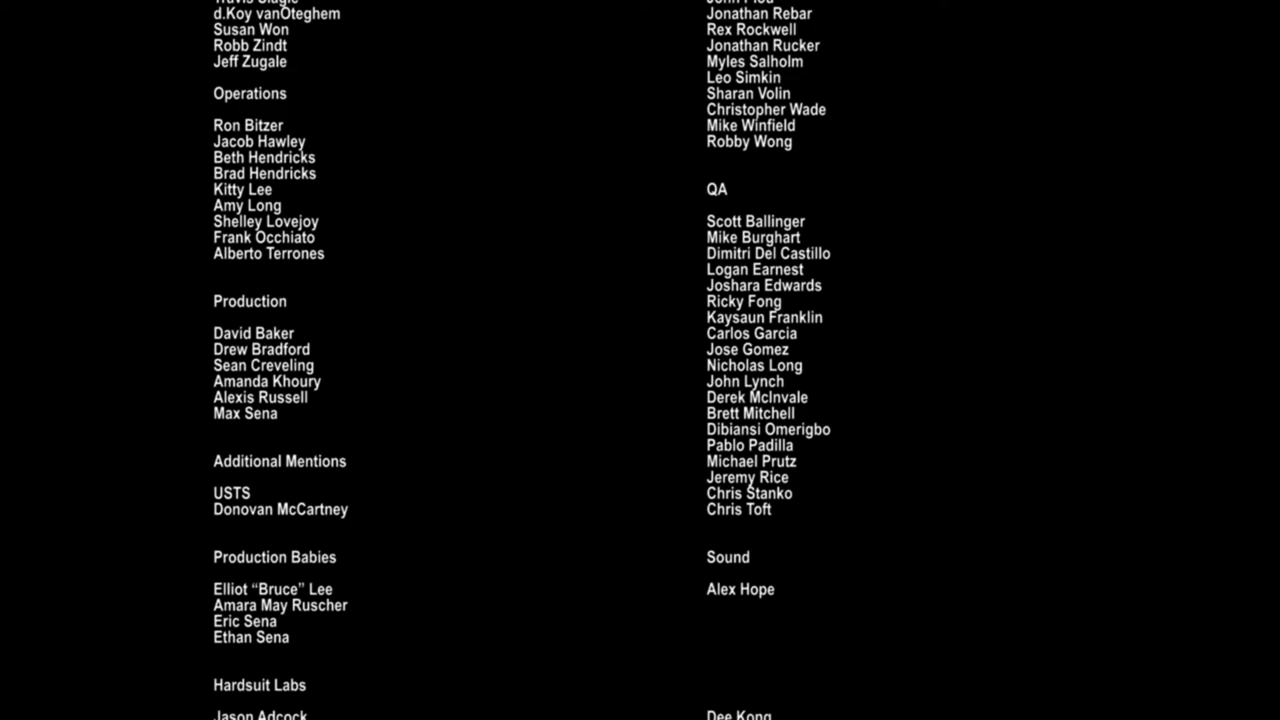 Travis Slagle
d.Koy vanOteghem
Susan Won
Robb Zindt
Jeff Zugale
Operations
Ron Bitzer
Jacob Hawley
Beth Hendricks
Brad Hendricks
Kitty Lee
Amy Long
Shelley Lovejoy
Frank Occhiato
Alberto Terrones
Production
David Baker
Drew Bradford
Sean Creveling
Amanda Khoury
Alexis Russell
Max Sena
Additional Mentions
USTS
Donovan McCartney
Production Babies
Elliot “Bruce” Lee
Amara May Ruscher
Eric Sena
Ethan Sena
Hardsuit Labs
Jason Adcock
John
Jonathan Rebar
Rex Rockwell
Jonathan Rucker
Myles Salholm
Leo Simkin
Sharan Volin
Christopher Wade
Mike Winfield
Robby Wong
QA
Scott Ballinger
Mike Burghart
Dimitri Del Castillo
Logan Earnest
Joshara Edwards
Ricky Fong
Kaysaun Franklin
Carlos Garcia
Jose Gomez
Nicholas Long
John Lynch
Derek McInvale
Brett Mitchell
Dibiansi Omerigbo
Pablo Padilla
Michael Prutz
Jeremy Rice
Chris Stanko
Chris Toft
Sound
Alex Hope
Dee Kong